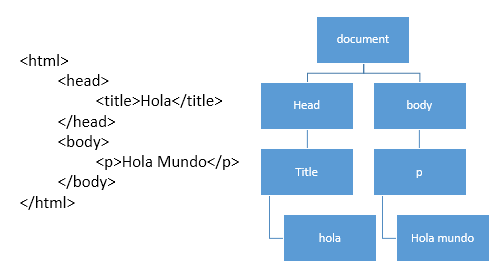 <html>
<head>
<title>Hola</title>
</head>
<body>
<p>Hola Mundo</p>
</body>
</html>
document
Head
body
Title
p
hola
Hola mundo